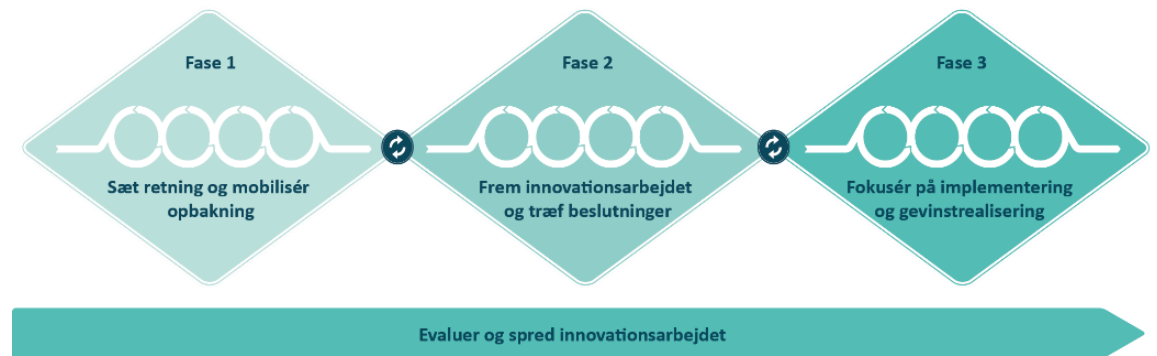 Fase 1
Sæt retning og mobilisér
opbakning
Fase 2
Frem innovationsarbejdet
og træf beslutninger
Fase 3
Fokusér på implementering
og gevinstrealisering
Evaluer og spred innovationsarbejdet